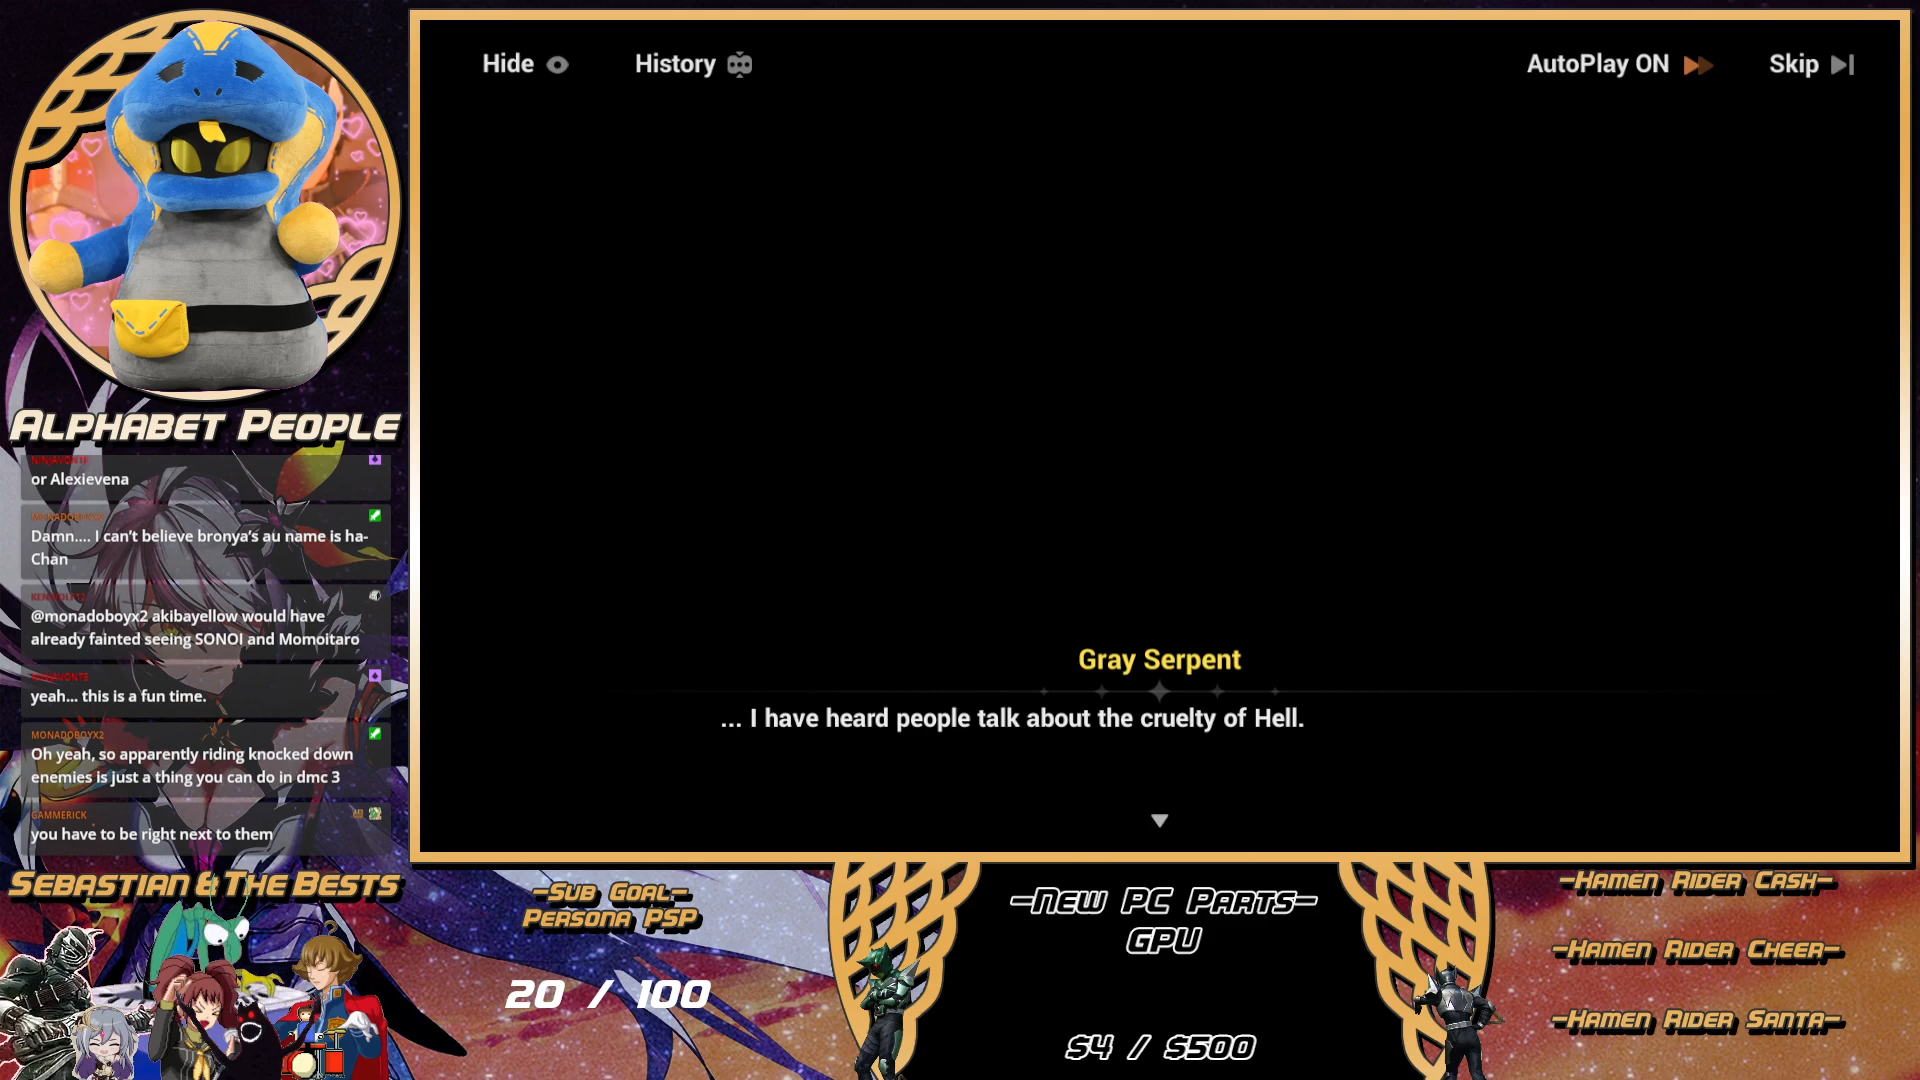 Hide
History
AutoPlay ON
Skip
ALPHABET PEOPLE
or Alexievena
Damn.... I can't believe bronya's au name is ha-
Chan
@monadoboyx2 akibayellow would have
already fainted seeing SONOI and Momoitaro
yeah... this is a fun time.
MONADOBOYX2
Oh yeah, so apparently riding knocked down
enemies is just a thing you can do in dmc 3
GAMMERICK
you have to be right next to them
Gray Serpent
... I have heard people talk about the cruelty of Hell.
SEBASTIAN & THE BESTS
-SUB GOAL-
PERSONA PSP
20 / 100
-NEW PC PARTS-
GPU
$4 / $500
-HAMEN RIDER CASH-
-HAMEN RIDER CHEER-
-HAMEN RIDER SANTA-